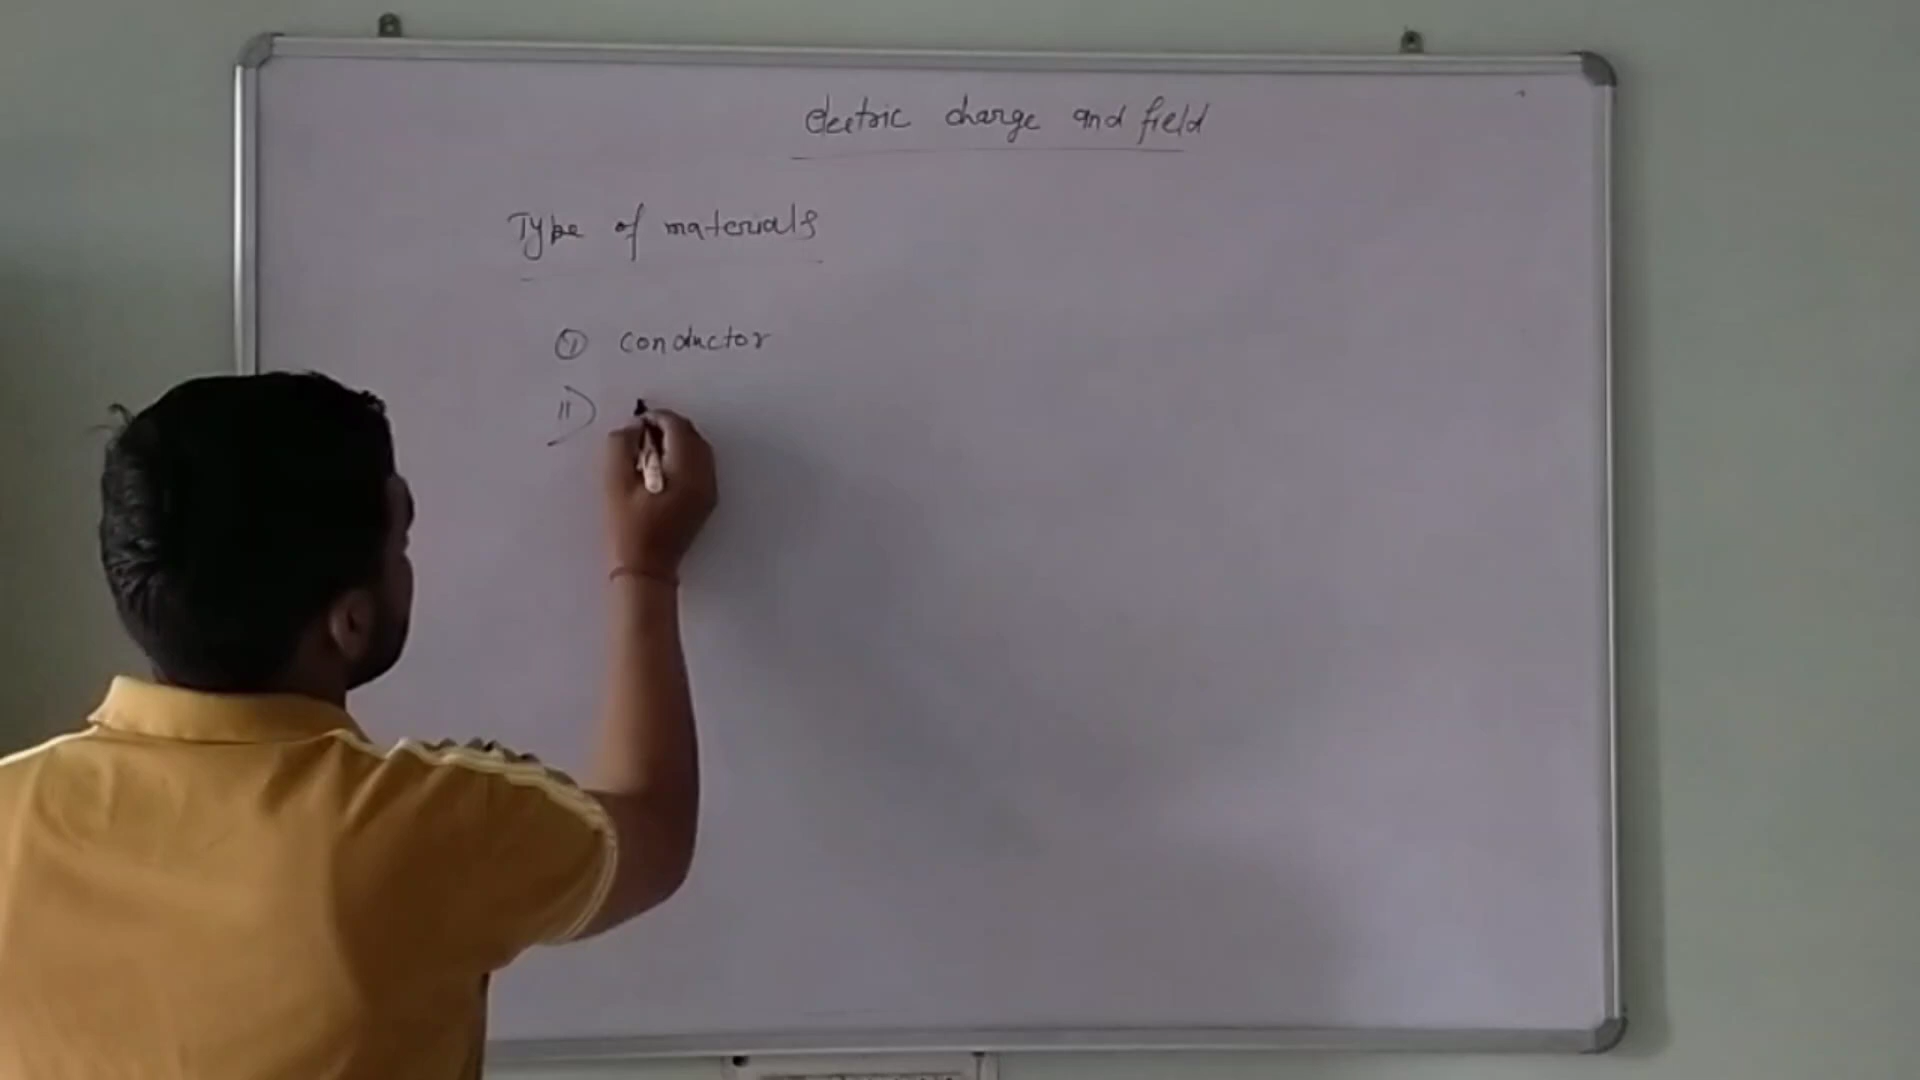 Electric charge and field
Type of materials
① conductor
II)